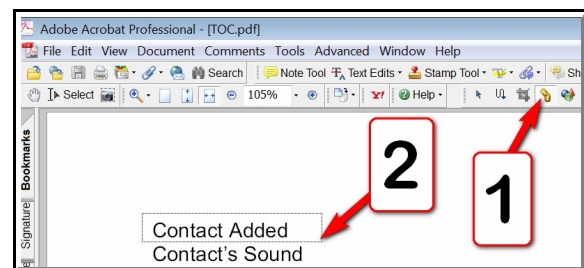 Adobe Acrobat Professional - [TOC.pdf]
File Edit View Document Comments Tools Advanced Window Help
Search Note Tool Text Edits Stamp Tool Sh
Select 105% Y! Help
Bookmarks
Signature
2
1
Contact Added
Contact's Sound